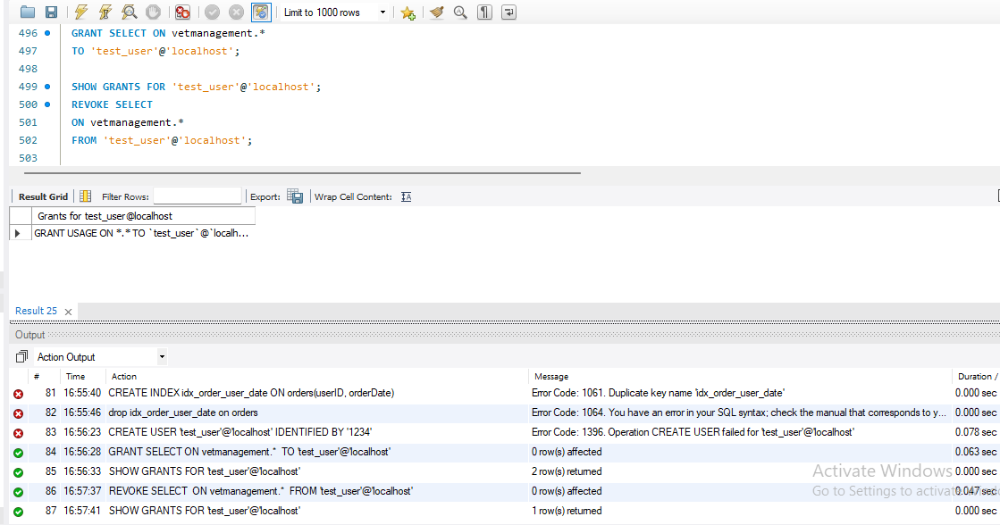 Limit to 1000 rows
496 GRANT SELECT ON vetmanagement.*
497 TO 'test_user'@'localhost';
498
499 SHOW GRANTS FOR 'test_user'@'localhost';
500 REVOKE SELECT
501 ON vetmanagement.*
502 FROM 'test_user'@'localhost';
503
Result Grid Filter Rows: Export: Wrap Cell Content:
Grants for test_user@localhost
GRANT USAGE ON *.* TO `test_user`@`localh...
Result 25
Output
Action Output
# Time Action Message Duration /
81 16:55:40 CREATE INDEX idx_order_user_date ON orders(userID, orderDate) Error Code: 1061. Duplicate key name 'idx_order_user_date' 0.000 sec
82 16:55:46 drop idx_order_user_date on orders Error Code: 1064. You have an error in your SQL syntax; check the manual that corresponds to y... 0.000 sec
83 16:56:23 CREATE USER 'test_user'@'localhost' IDENTIFIED BY '1234' Error Code: 1396. Operation CREATE USER failed for 'test_user'@'localhost' 0.078 sec
84 16:56:28 GRANT SELECT ON vetmanagement.* TO 'test_user'@'localhost' 0 row(s) affected 0.063 sec
85 16:56:33 SHOW GRANTS FOR 'test_user'@'localhost' 2 row(s) returned 0.000 sec
86 16:57:37 REVOKE SELECT ON vetmanagement.* FROM 'test_user'@'localhost' 0 row(s) affected 0.047 sec
87 16:57:41 SHOW GRANTS FOR 'test_user'@'localhost' 1 row(s) returned 0.000 sec
Activate Windows
Go to Settings to activate